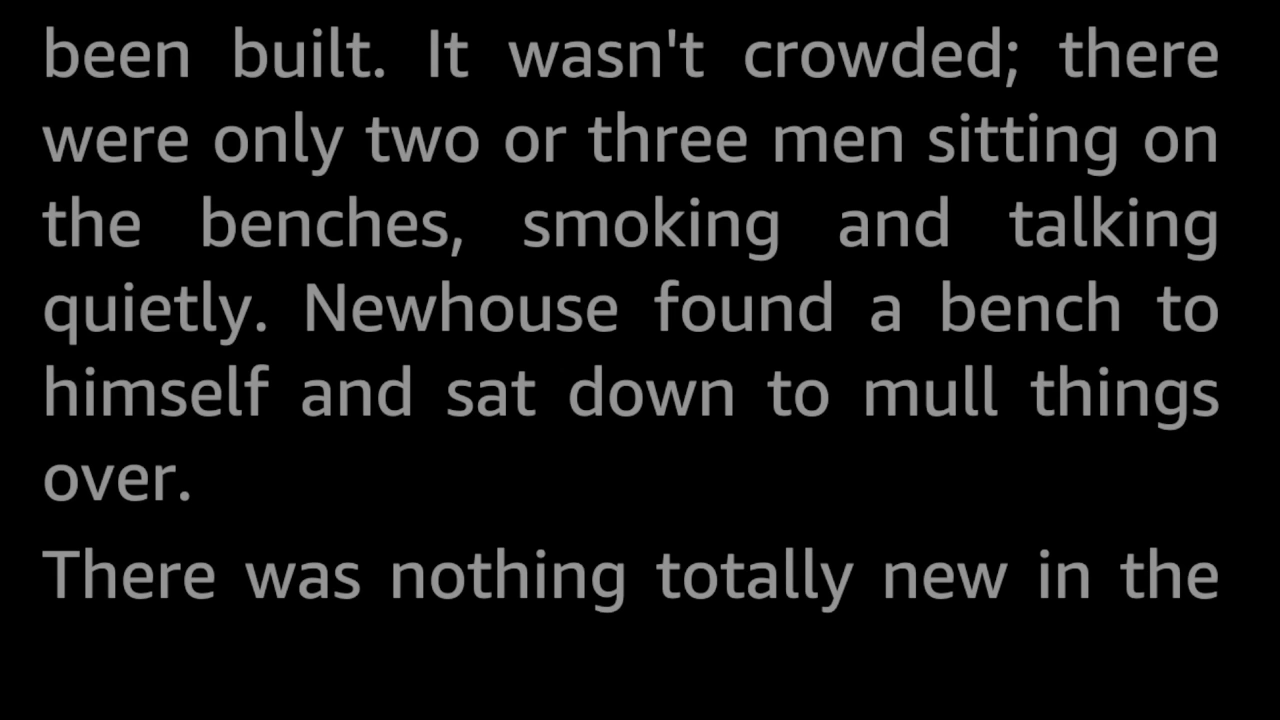 been built. It wasn't crowded; there
were only two or three men sitting on
the benches, smoking and talking
quietly. Newhouse found a bench to
himself and sat down to mull things
over.
There was nothing totally new in the